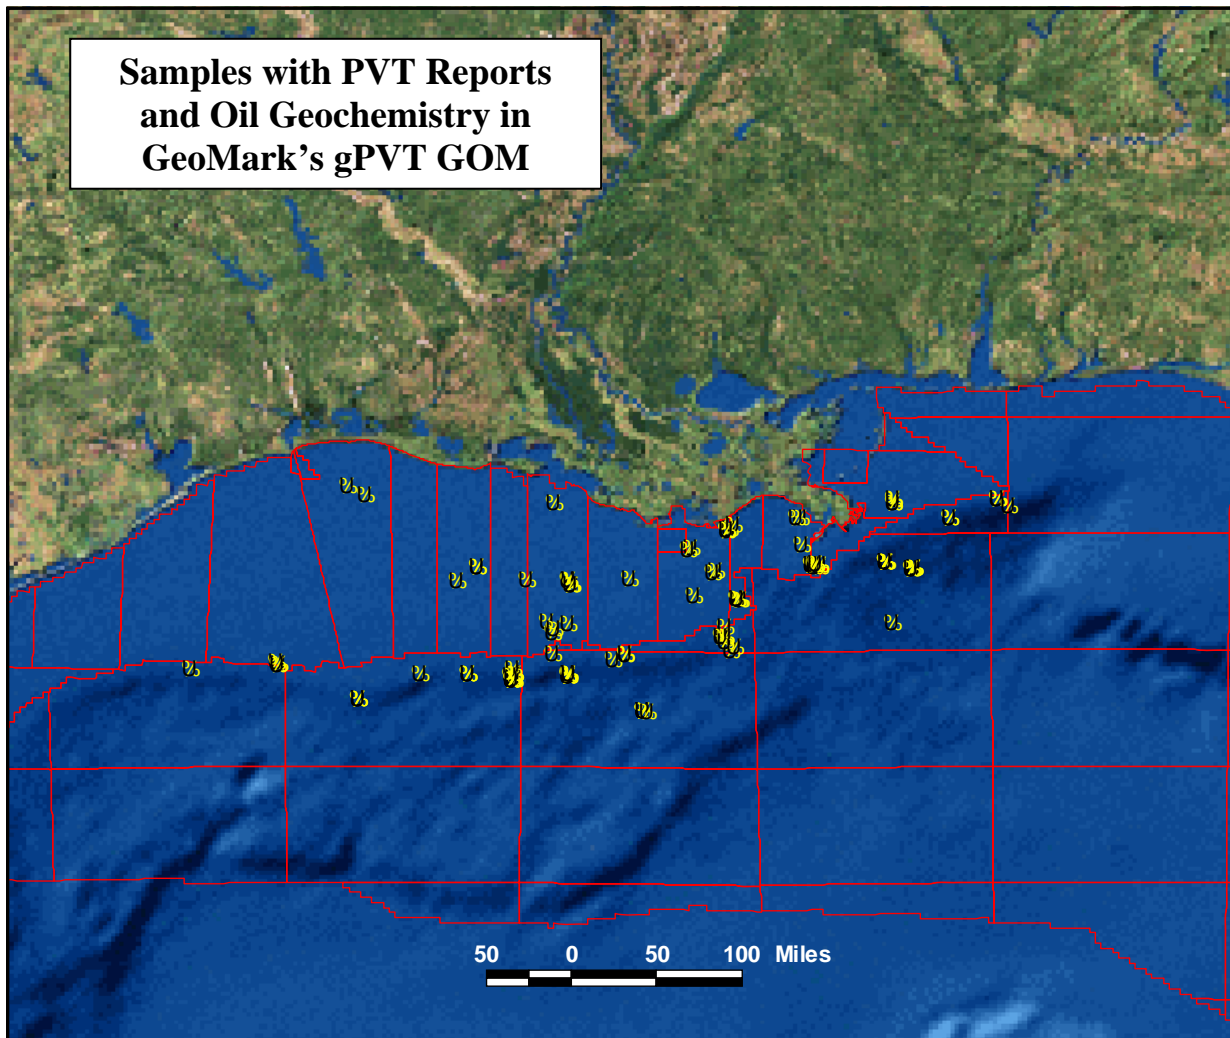 Samples with PVT Reports
and Oil Geochemistry in
GeoMark’s gPVT GOM
50 0 50 100 Miles